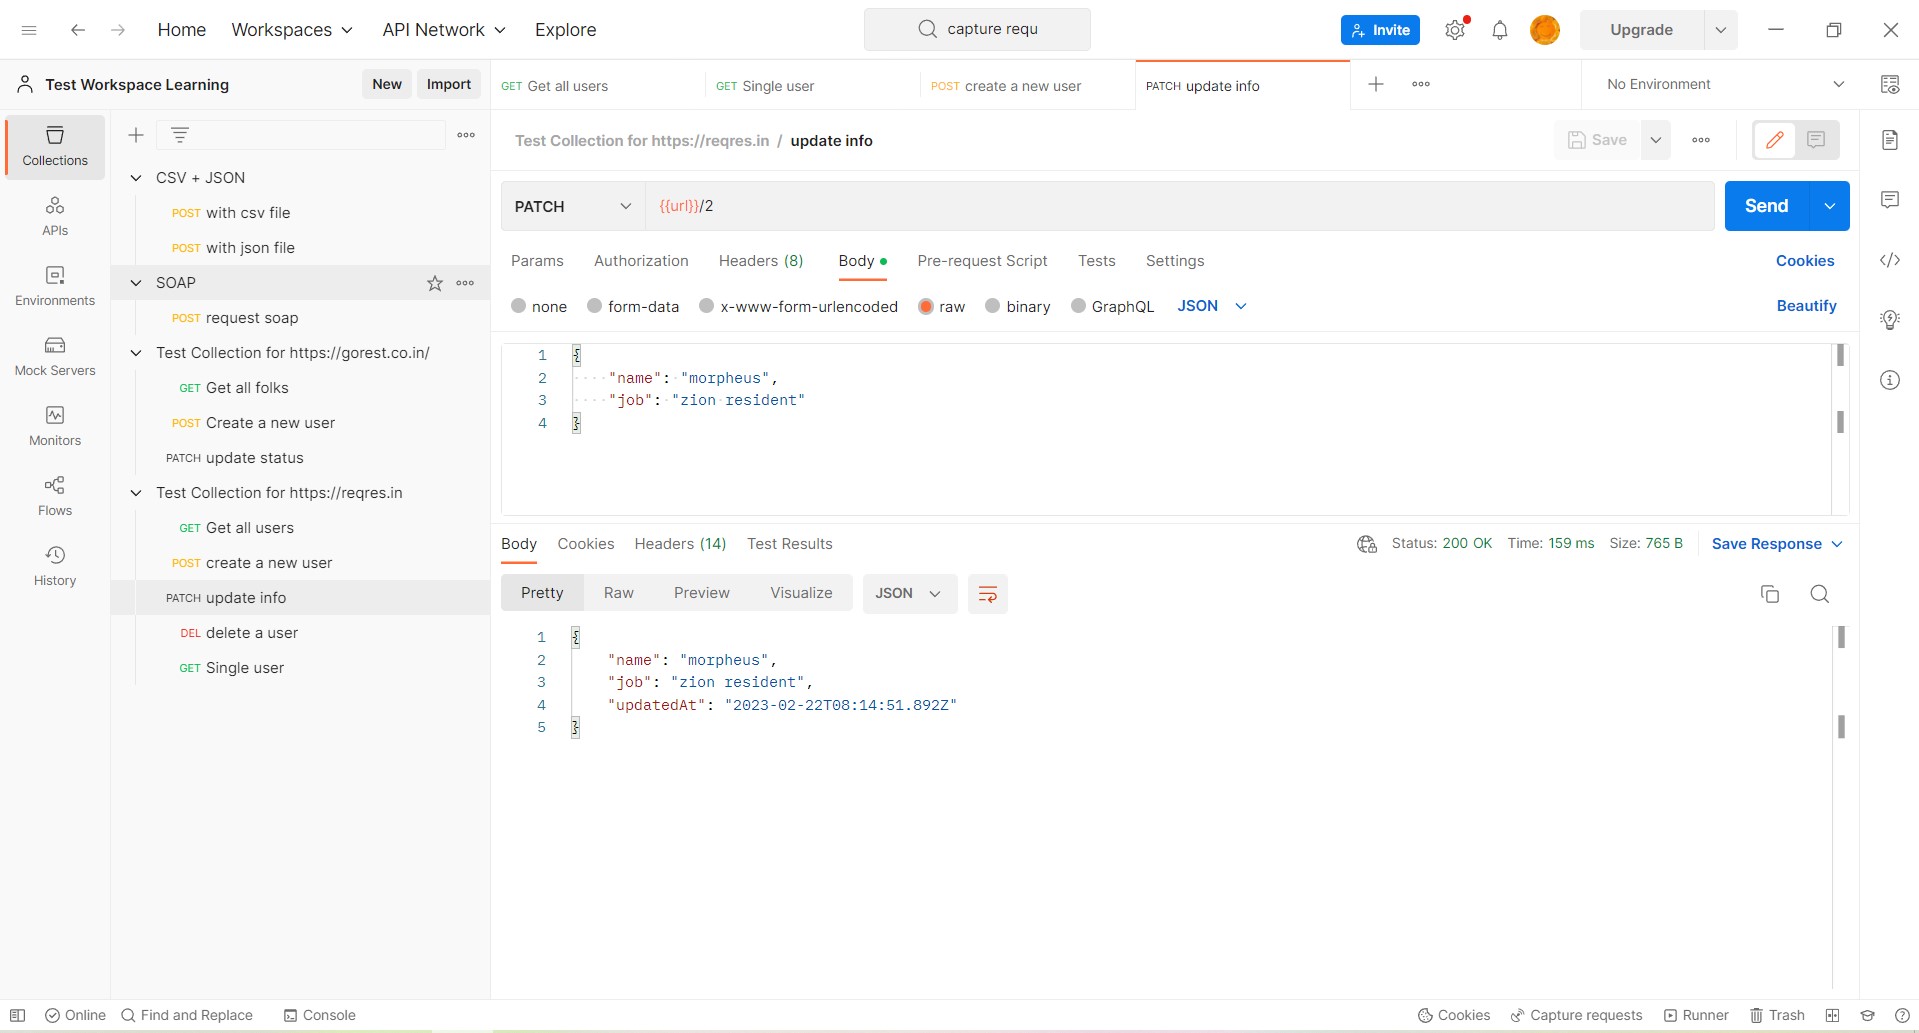 Home Workspaces API Network Explore capture requ Invite Upgrade
Test Workspace Learning New Import
GET Get all users GET Single user POST create a new user PATCH update info No Environment
Collections
APIs
Environments
Mock Servers
Monitors
Flows
History
CSV + JSON
POST with csv file
POST with json file
SOAP
POST request soap
Test Collection for https://gorest.co.in/
GET Get all folks
POST Create a new user
PATCH update status
Test Collection for https://reqres.in
GET Get all users
POST create a new user
PATCH update info
DEL delete a user
GET Single user
Test Collection for https://reqres.in / update info Save
PATCH {{url}}/2 Send
Params Authorization Headers (8) Body Pre-request Script Tests Settings Cookies
none form-data x-www-form-urlencoded raw binary GraphQL JSON Beautify
1 {
2 "name": "morpheus",
3 "job": "zion resident"
4 }
Body Cookies Headers (14) Test Results Status: 200 OK Time: 159 ms Size: 765 B Save Response
Pretty Raw Preview Visualize JSON
1 {
2 "name": "morpheus",
3 "job": "zion resident",
4 "updatedAt": "2023-02-22T08:14:51.892Z"
5 }
Online Find and Replace Console Cookies Capture requests Runner Trash